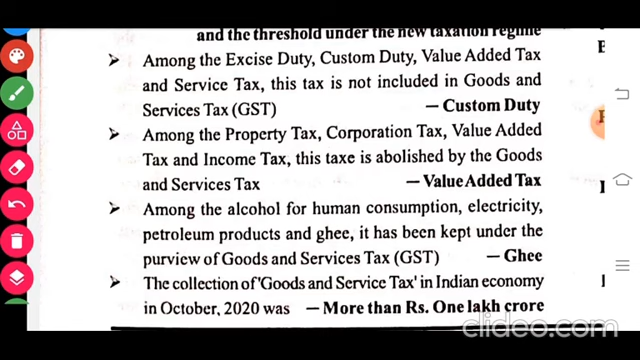 and the threshold under the new taxation regime
➤ Among the Excise Duty, Custom Duty, Value Added Tax
and Service Tax, this tax is not included in Goods and
Services Tax (GST) – Custom Duty
➤ Among the Property Tax, Corporation Tax, Value Added
Tax and Income Tax, this taxe is abolished by the Goods
and Services Tax – Value Added Tax
➤ Among the alcohol for human consumption, electricity,
petroleum products and ghee, it has been kept under the
purview of Goods and Services Tax (GST) – Ghee
➤ The collection of 'Goods and Service Tax' in Indian economy
in October, 2020 was – More than Rs. One lakh crore
clideo.com